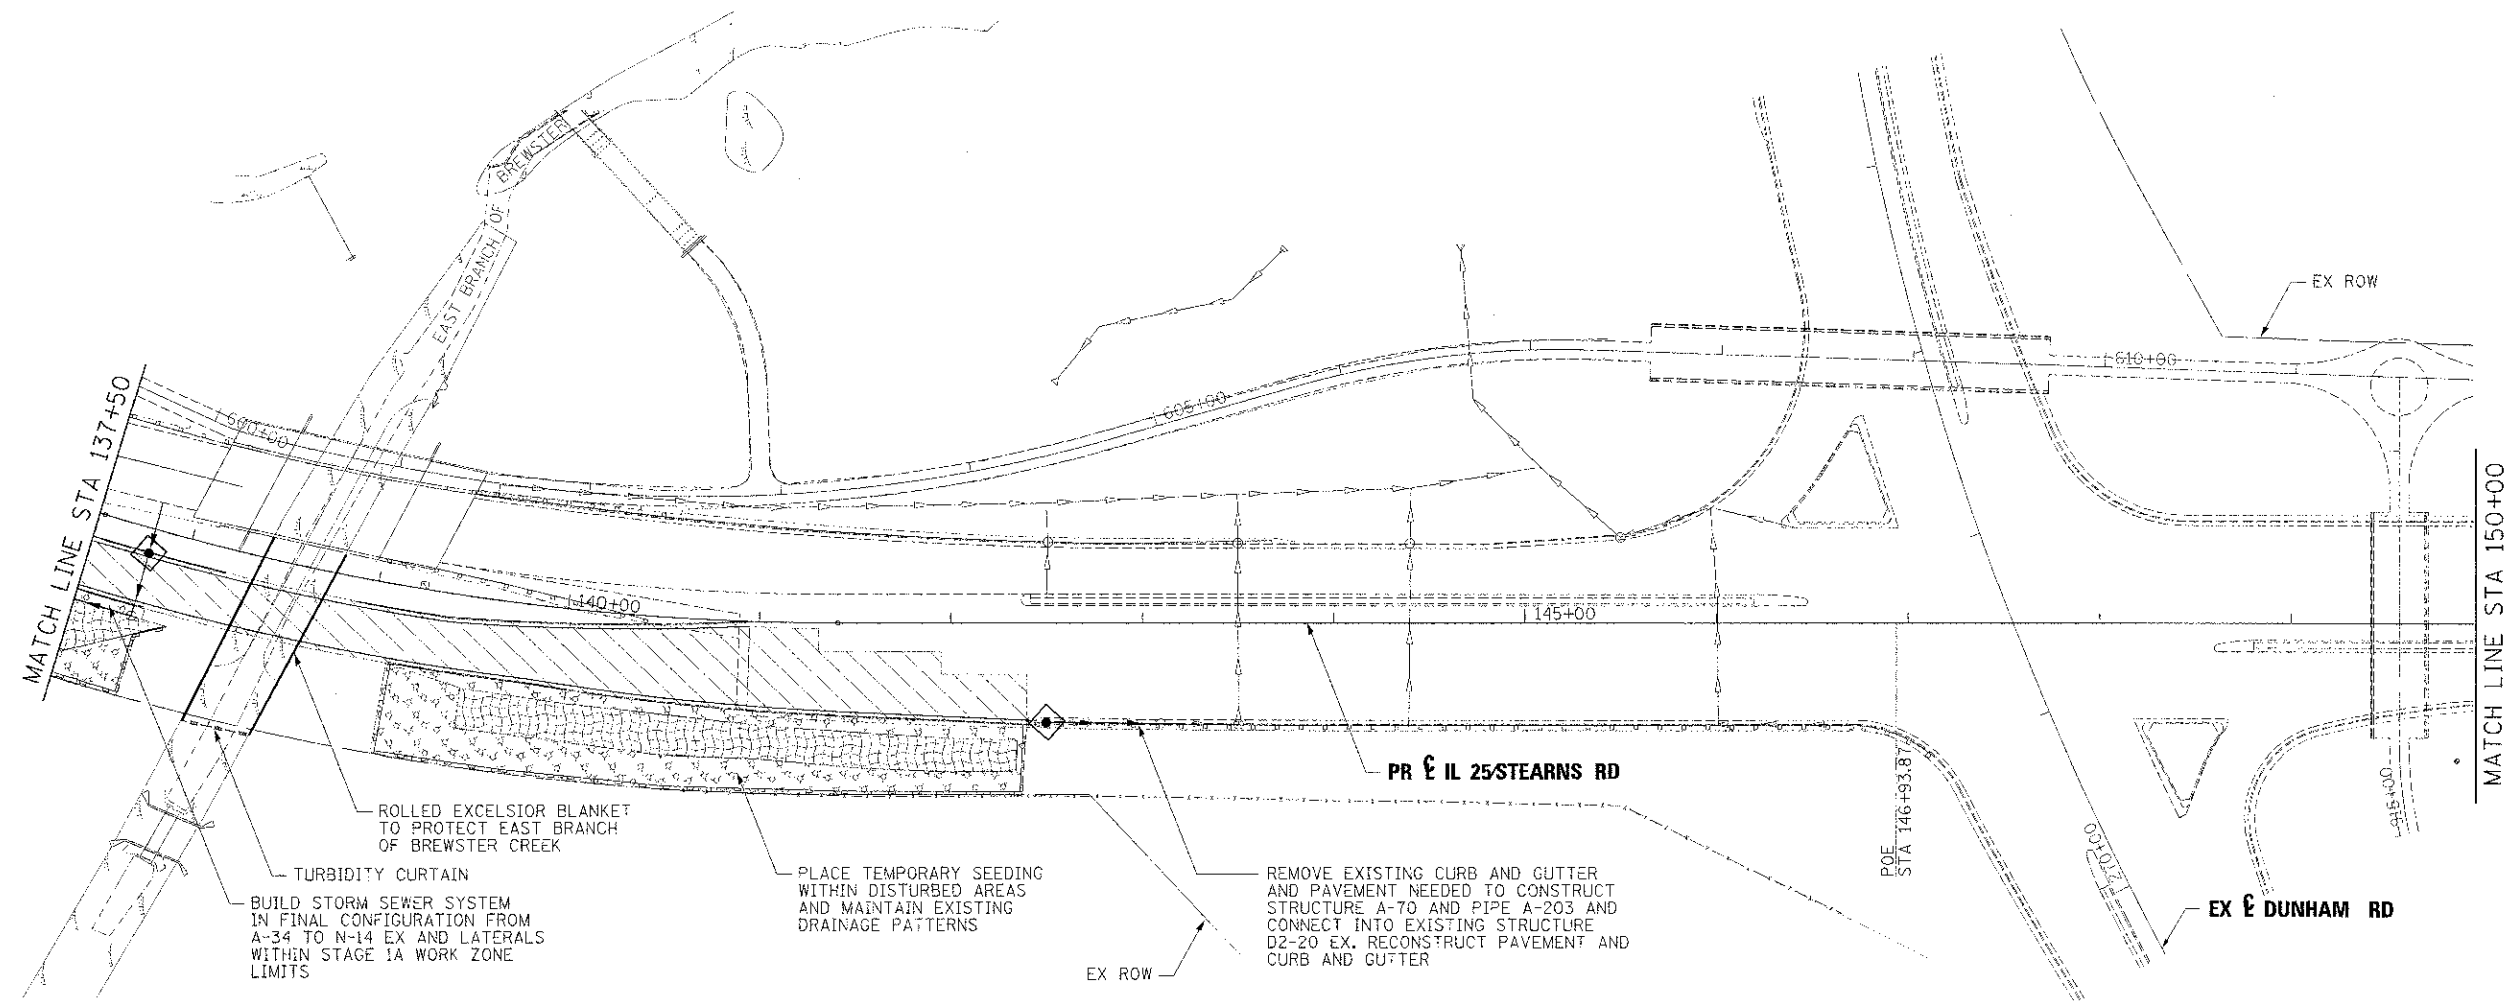 BREWSTER
EAST BRANCH OF
EX ROW
MATCH LINE STA 137+50
600+00
605+00
610+00
140+00
145+00
MATCH LINE STA 150+00
PR ℄ IL 25/STEARNS RD
POE
STA 146+93.87
270+00
EX ℄ DUNHAM RD
ROLLED EXCELSIOR BLANKET
TO PROTECT EAST BRANCH
OF BREWSTER CREEK
TURBIDITY CURTAIN
BUILD STORM SEWER SYSTEM
IN FINAL CONFIGURATION FROM
A-34 TO N-14 EX AND LATERALS
WITHIN STAGE 1A WORK ZONE
LIMITS
PLACE TEMPORARY SEEDING
WITHIN DISTURBED AREAS
AND MAINTAIN EXISTING
DRAINAGE PATTERNS
REMOVE EXISTING CURB AND GUTTER
AND PAVEMENT NEEDED TO CONSTRUCT
STRUCTURE A-70 AND PIPE A-203 AND
CONNECT INTO EXISTING STRUCTURE
D2-20 EX. RECONSTRUCT PAVEMENT AND
CURB AND GUTTER
EX ROW